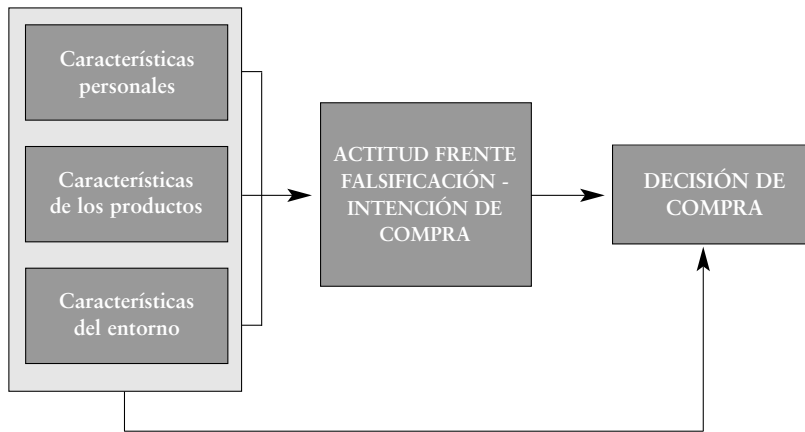 Características
personales
Características
de los productos
Características
del entorno
ACTITUD FRENTE
FALSIFICACIÓN -
INTENCIÓN DE
COMPRA
DECISIÓN DE
COMPRA